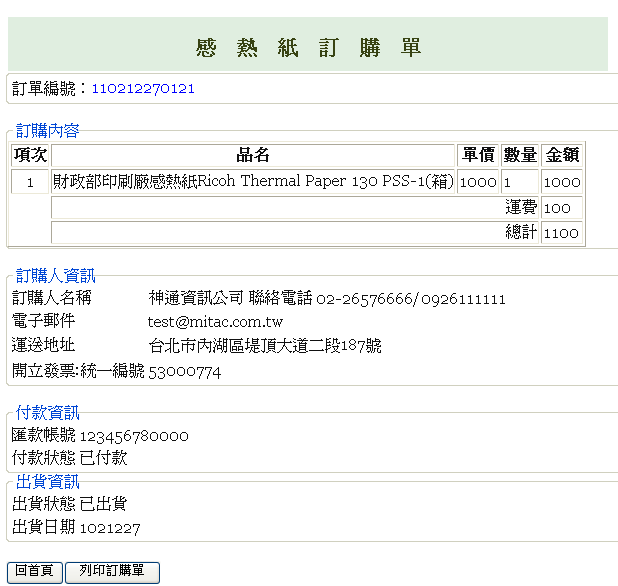 感 熱 紙 訂 購 單
訂單編號：110212270121
訂購內容
項次 品名 單價 數量 金額
1 財政部印刷廠感熱紙Ricoh Thermal Paper 130 PSS-1(箱) 1000 1 1000
運費 100
總計 1100
訂購人資訊
訂購人名稱 神通資訊公司 聯絡電話 02-26576666/0926111111
電子郵件 test@mitac.com.tw
運送地址 台北市內湖區堤頂大道二段187號
開立發票:統一編號 53000774
付款資訊
匯款帳號 123456780000
付款狀態 已付款
出貨資訊
出貨狀態 已出貨
出貨日期 1021227
回首頁 列印訂購單